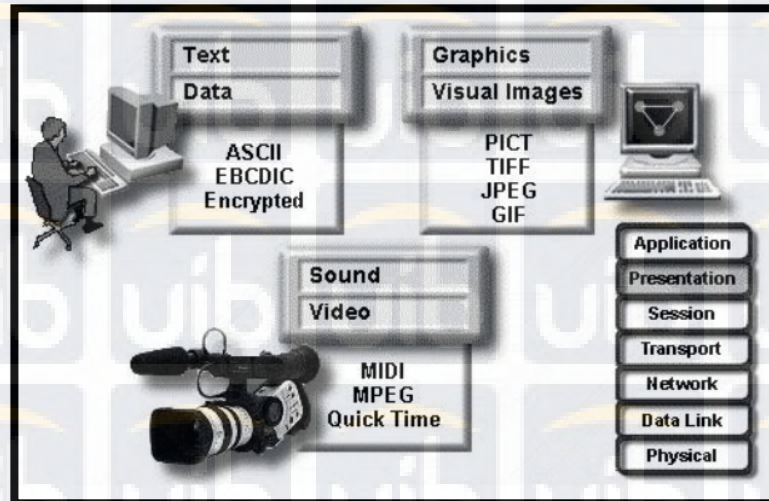 Text
Data
ASCII
EBCDIC
Encrypted
Graphics
Visual Images
PICT
TIFF
JPEG
GIF
Sound
Video
MIDI
MPEG
Quick Time
Application
Presentation
Session
Transport
Network
Data Link
Physical
uib